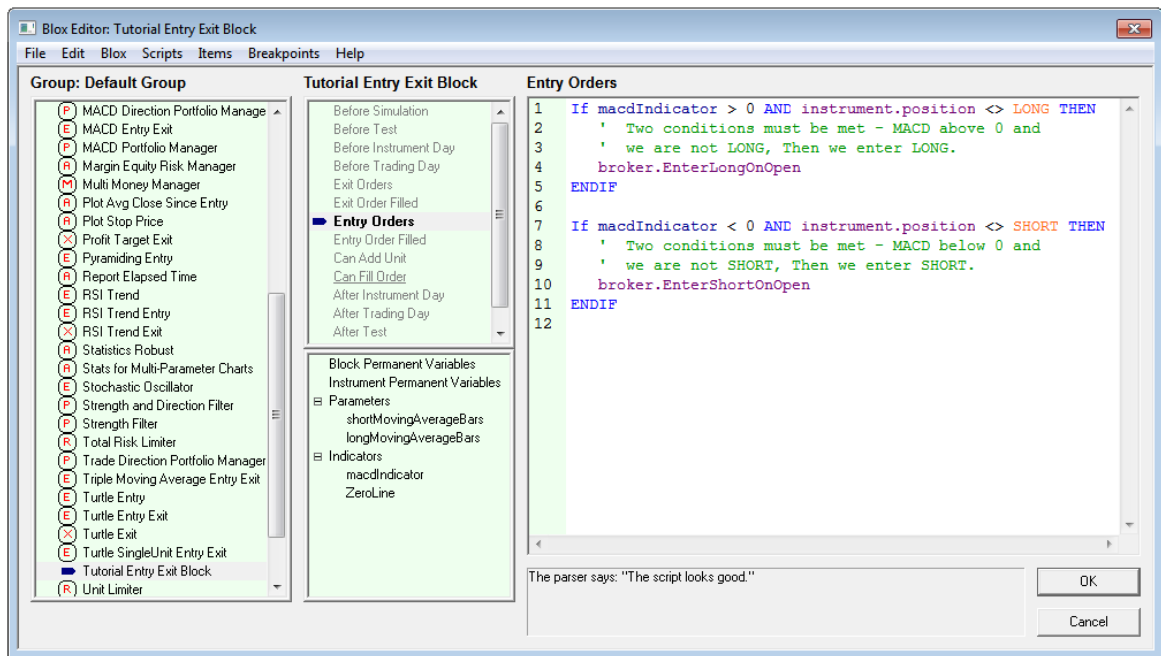 Blox Editor: Tutorial Entry Exit Block
File Edit Blox Scripts Items Breakpoints Help
Group: Default Group
P MACD Direction Portfolio Manage
E MACD Entry Exit
P MACD Portfolio Manager
A Margin Equity Risk Manager
M Multi Money Manager
A Plot Avg Close Since Entry
A Plot Stop Price
X Profit Target Exit
E Pyramiding Entry
A Report Elapsed Time
E RSI Trend
E RSI Trend Entry
X RSI Trend Exit
A Statistics Robust
A Stats for Multi-Parameter Charts
E Stochastic Oscillator
P Strength and Direction Filter
P Strength Filter
R Total Risk Limiter
P Trade Direction Portfolio Manager
E Triple Moving Average Entry Exit
E Turtle Entry
E Turtle Entry Exit
X Turtle Exit
E Turtle SingleUnit Entry Exit
Tutorial Entry Exit Block
R Unit Limiter
Tutorial Entry Exit Block
Before Simulation
Before Test
Before Instrument Day
Before Trading Day
Exit Orders
Exit Order Filled
Entry Orders
Entry Order Filled
Can Add Unit
Can Fill Order
After Instrument Day
After Trading Day
After Test
Block Permanent Variables
Instrument Permanent Variables
Parameters
shortMovingAverageBars
longMovingAverageBars
Indicators
macdIndicator
ZeroLine
Entry Orders
1 If macdIndicator > 0 AND instrument.position <> LONG THEN
2 ' Two conditions must be met - MACD above 0 and
3 ' we are not LONG, Then we enter LONG.
4 broker.EnterLongOnOpen
5 ENDIF
6
7 If macdIndicator < 0 AND instrument.position <> SHORT THEN
8 ' Two conditions must be met - MACD below 0 and
9 ' we are not SHORT, Then we enter SHORT.
10 broker.EnterShortOnOpen
11 ENDIF
12
The parser says: "The script looks good."
OK
Cancel